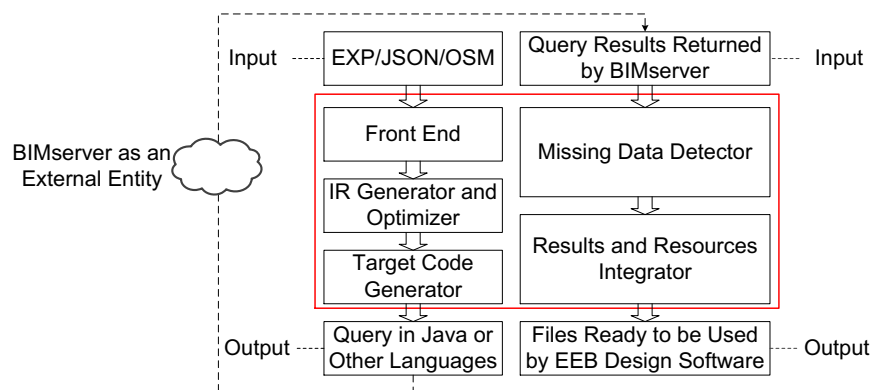 Input
EXP/JSON/OSM
Query Results Returned
by BIMserver
Input
BIMserver as an
External Entity
Front End
IR Generator and
Optimizer
Target Code
Generator
Missing Data Detector
Results and Resources
Integrator
Output
Query in Java or
Other Languages
Files Ready to be Used
by EEB Design Software
Output